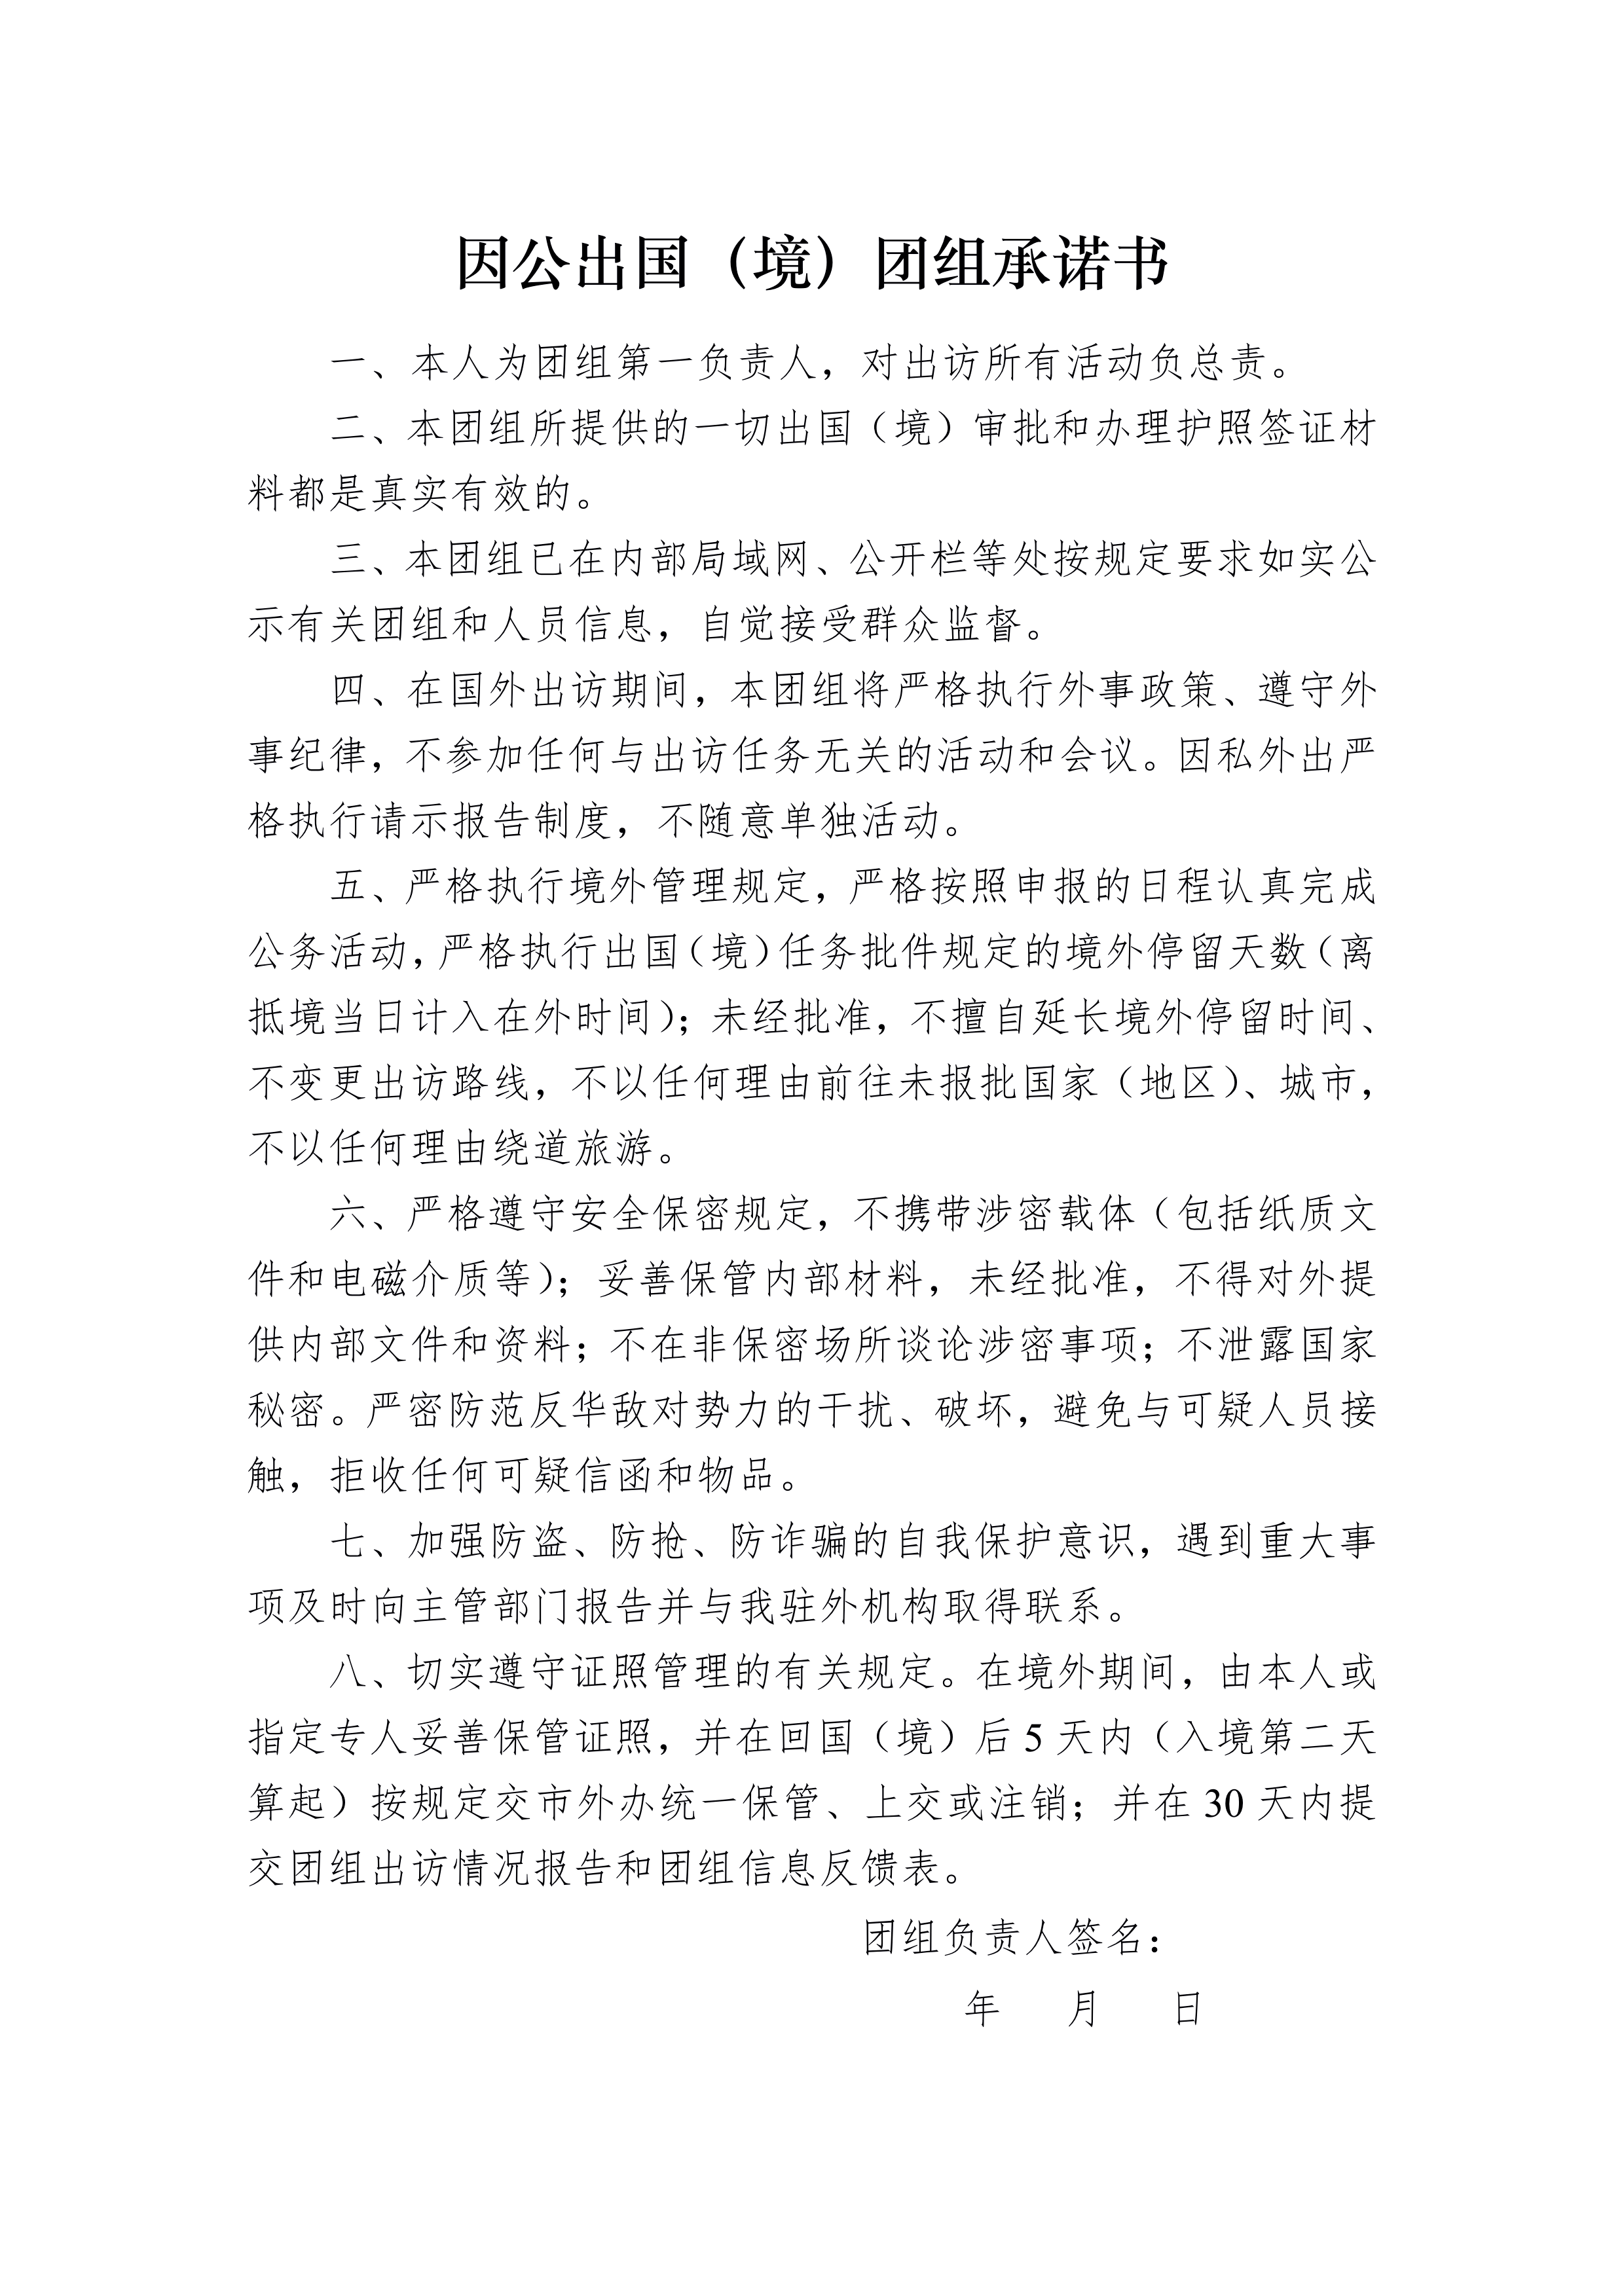 因公出国（境）团组承诺书
一、本人为团组第一负责人，对出访所有活动负总责。
二、本团组所提供的一切出国（境）审批和办理护照签证材
料都是真实有效的。
三、本团组已在内部局域网、公开栏等处按规定要求如实公
示有关团组和人员信息，自觉接受群众监督。
四、在国外出访期间，本团组将严格执行外事政策、遵守外
事纪律，不参加任何与出访任务无关的活动和会议。因私外出严
格执行请示报告制度，不随意单独活动。
五、严格执行境外管理规定，严格按照申报的日程认真完成
公务活动，严格执行出国（境）任务批件规定的境外停留天数（离
抵境当日计入在外时间）；未经批准，不擅自延长境外停留时间、
不变更出访路线，不以任何理由前往未报批国家（地区）、城市，
不以任何理由绕道旅游。
六、严格遵守安全保密规定，不携带涉密载体（包括纸质文
件和电磁介质等）；妥善保管内部材料，未经批准，不得对外提
供内部文件和资料；不在非保密场所谈论涉密事项；不泄露国家
秘密。严密防范反华敌对势力的干扰、破坏，避免与可疑人员接
触，拒收任何可疑信函和物品。
七、加强防盗、防抢、防诈骗的自我保护意识，遇到重大事
项及时向主管部门报告并与我驻外机构取得联系。
八、切实遵守证照管理的有关规定。在境外期间，由本人或
指定专人妥善保管证照，并在回国（境）后 5 天内（入境第二天
算起）按规定交市外办统一保管、上交或注销；并在 30 天内提
交团组出访情况报告和团组信息反馈表。
团组负责人签名：
年 月 日